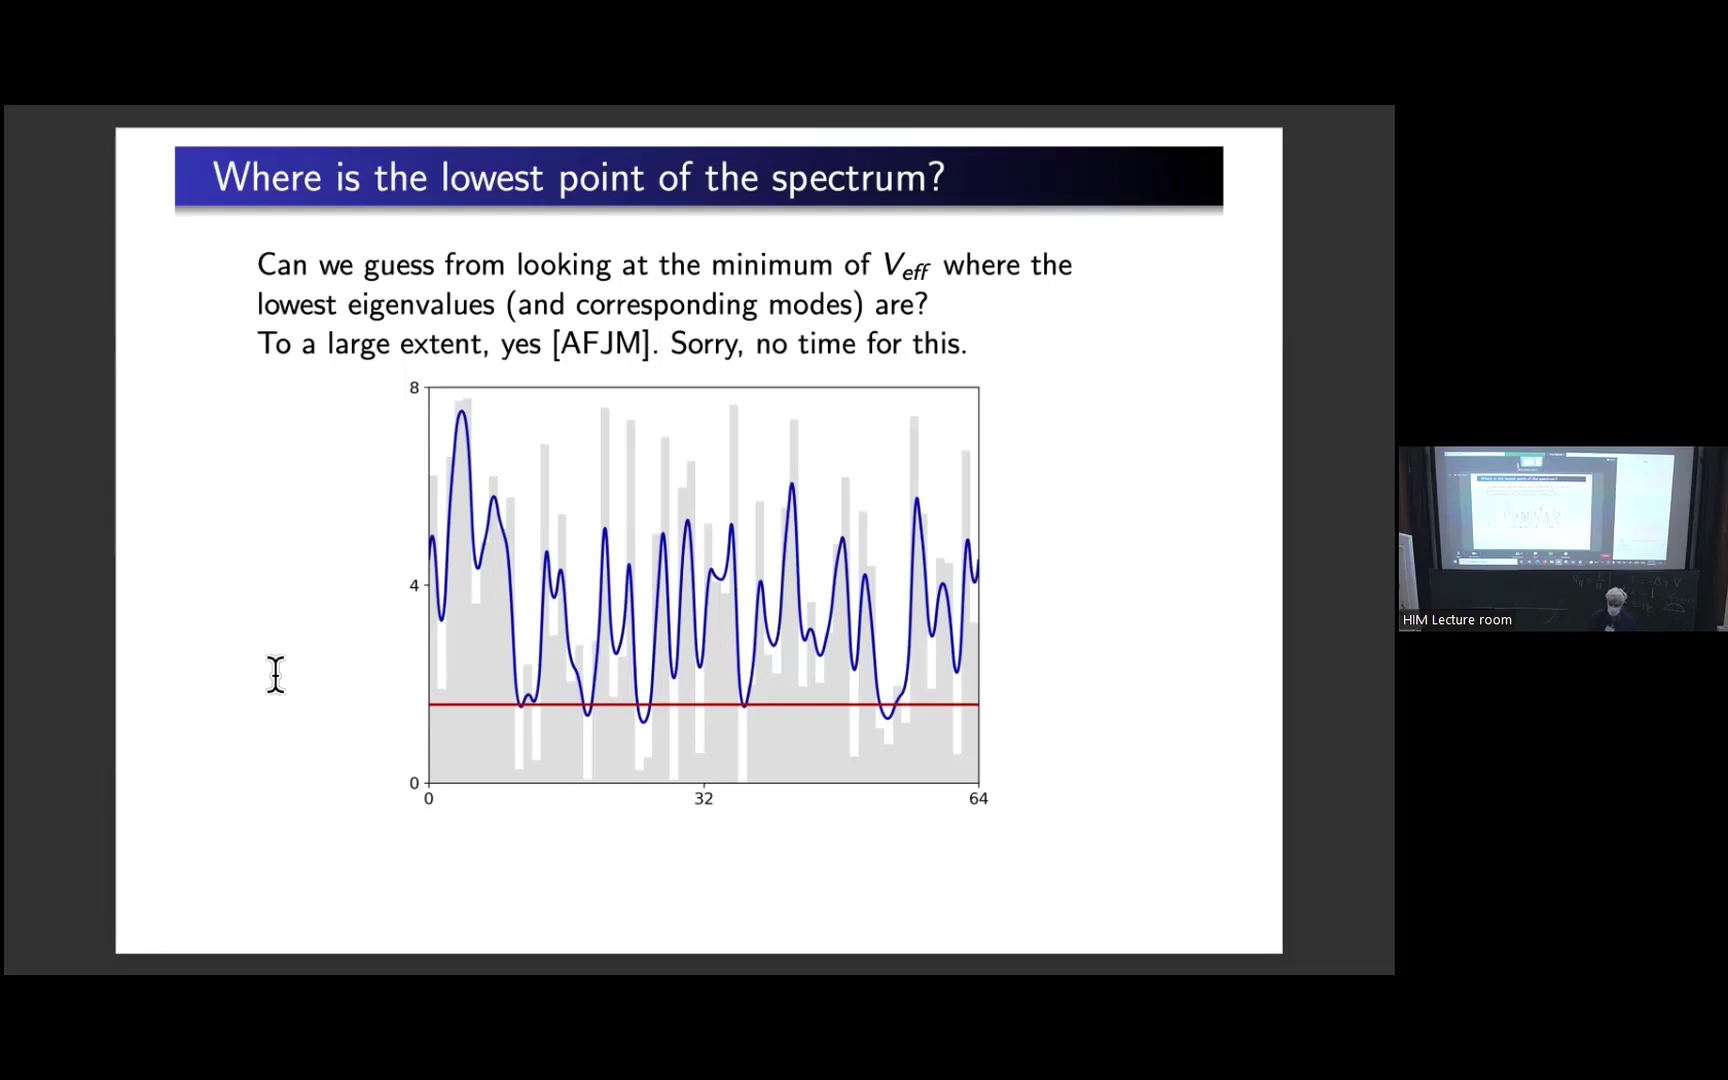 Where is the lowest point of the spectrum?
Can we guess from looking at the minimum of V_eff where the
lowest eigenvalues (and corresponding modes) are?
To a large extent, yes [AFJM]. Sorry, no time for this.
8
4
0
0 32 64
HIM Lecture room